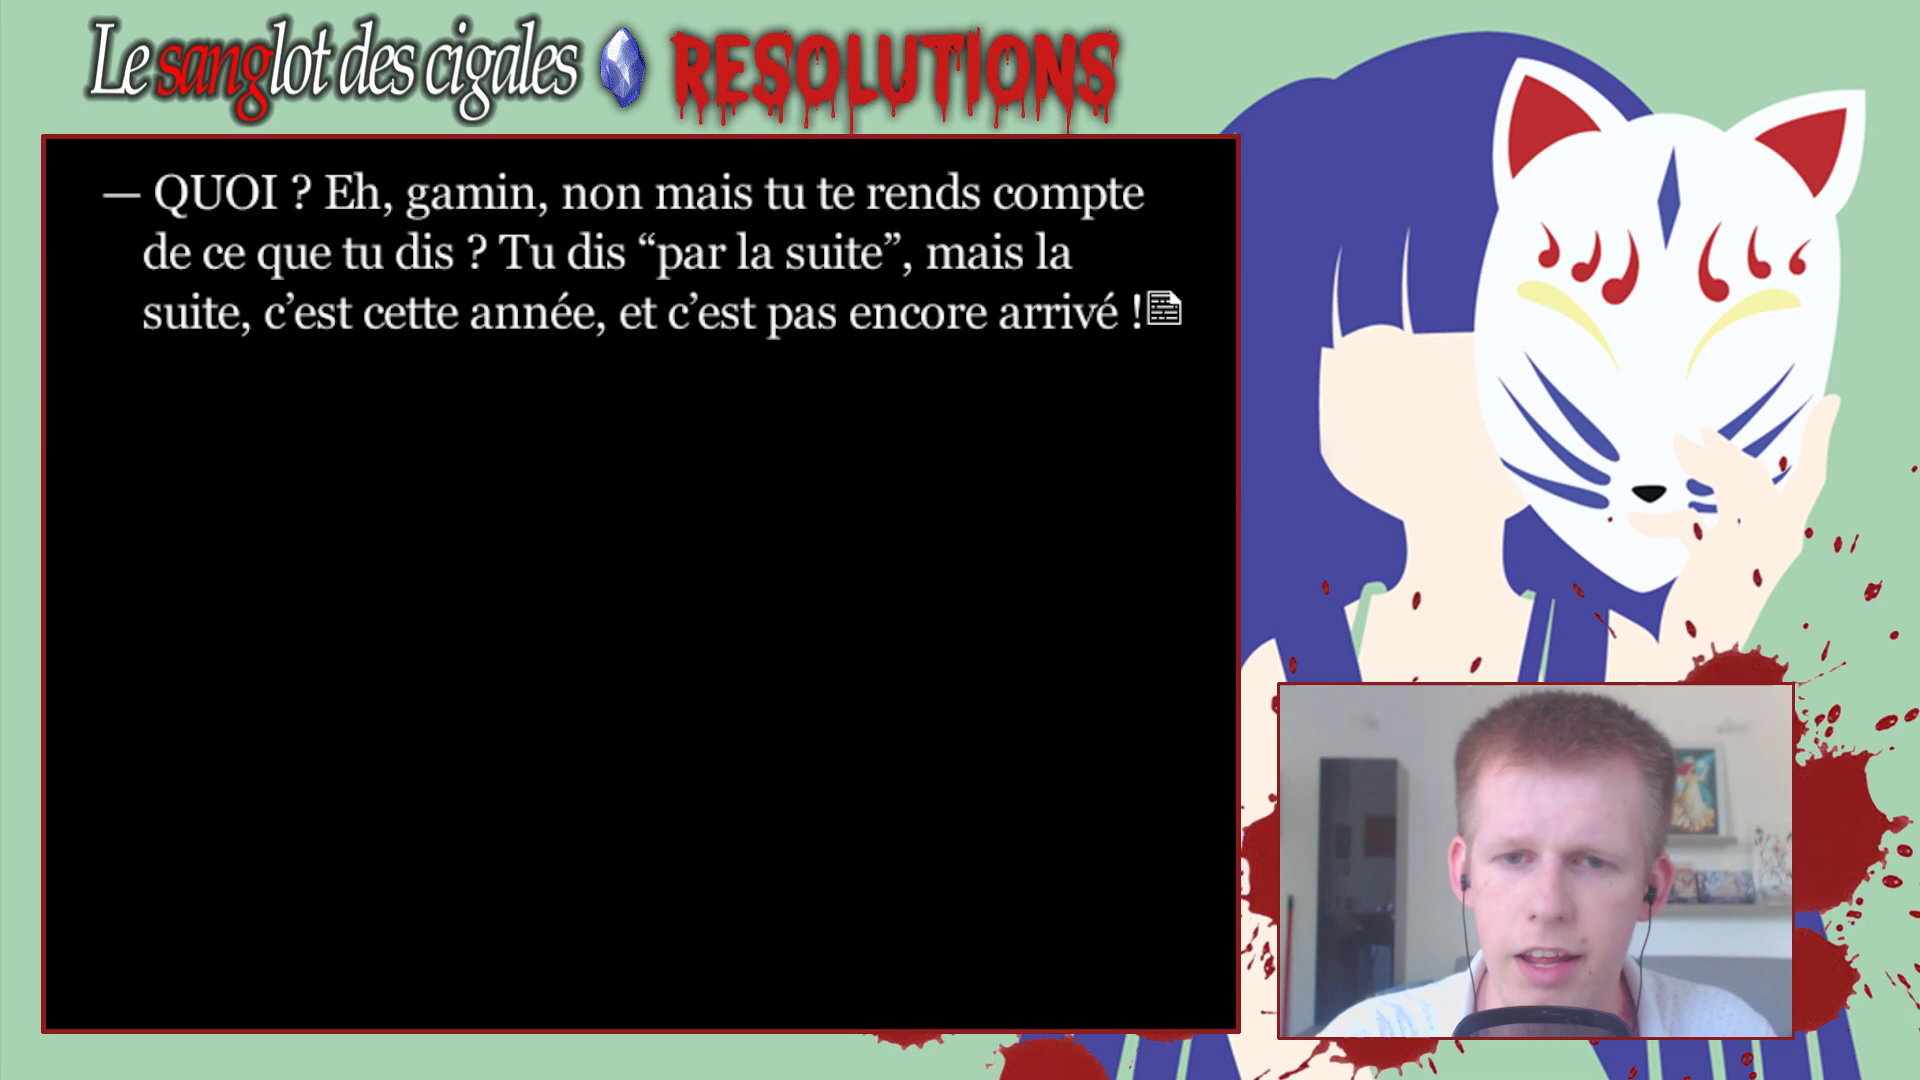 Le sanglot des cigales RESOLUTIONS
— QUOI ? Eh, gamin, non mais tu te rends compte
de ce que tu dis ? Tu dis “par la suite”, mais la
suite, c’est cette année, et c’est pas encore arrivé !